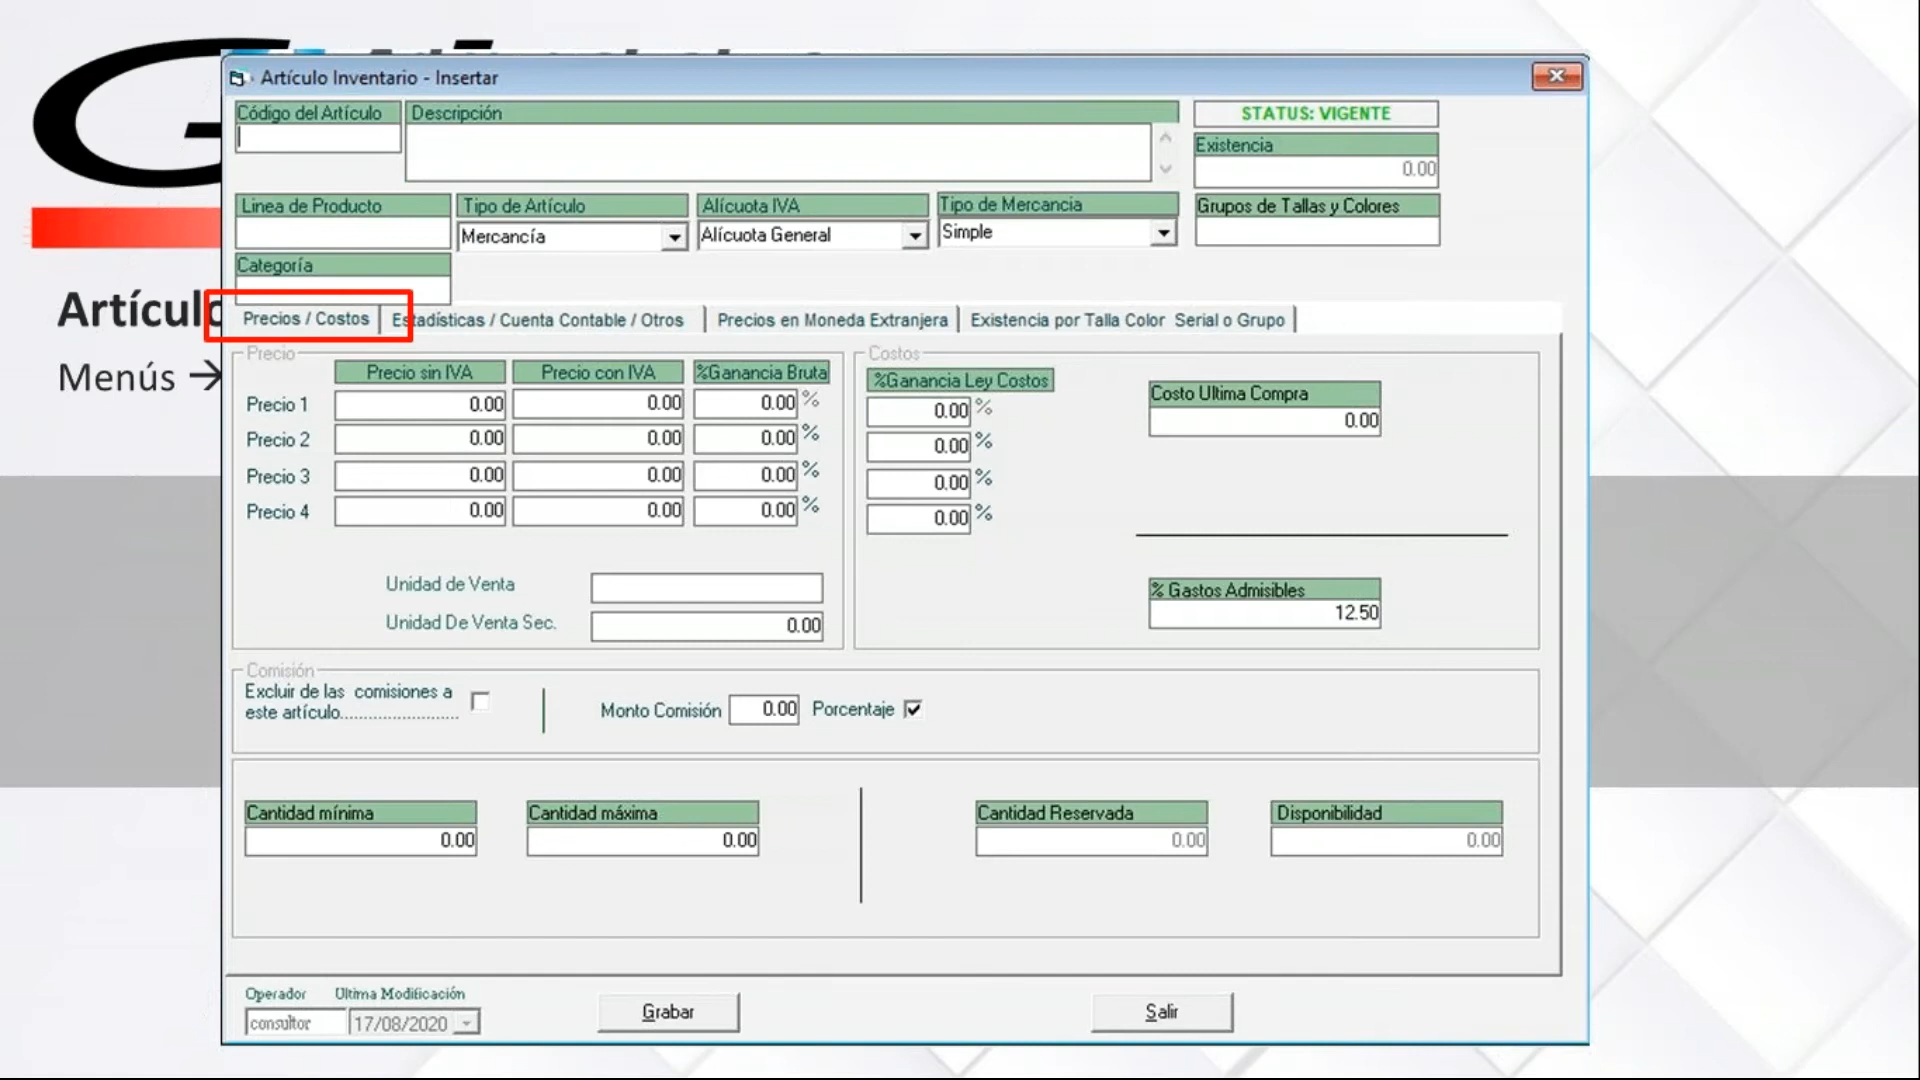 G
Artículo Inventario - Insertar
Código del Artículo
Descripción
STATUS: VIGENTE
Existencia
0.00
Linea de Producto
Tipo de Artículo
Alícuota IVA
Tipo de Mercancia
Grupos de Tallas y Colores
Mercancía
Alícuota General
Simple
Categoría
Artículo
Menús →
Precios / Costos
Estadísticas / Cuenta Contable / Otros
Precios en Moneda Extranjera
Existencia por Talla Color Serial o Grupo
Precio
Precio sin IVA
Precio con IVA
%Ganancia Bruta
Precio 1 0.00 0.00 0.00 %
Precio 2 0.00 0.00 0.00 %
Precio 3 0.00 0.00 0.00 %
Precio 4 0.00 0.00 0.00 %
Unidad de Venta
Unidad De Venta Sec. 0.00
Costos
%Ganancia Ley Costos
0.00 %
0.00 %
0.00 %
0.00 %
Costo Ultima Compra
0.00
% Gastos Admisibles
12.50
Comisión
Excluir de las comisiones a
este artículo.........................
Monto Comisión 0.00 Porcentaje
Cantidad mínima
0.00
Cantidad máxima
0.00
Cantidad Reservada
0.00
Disponibilidad
0.00
Operador
Ultima Modificación
consultor
17/08/2020
Grabar
Salir